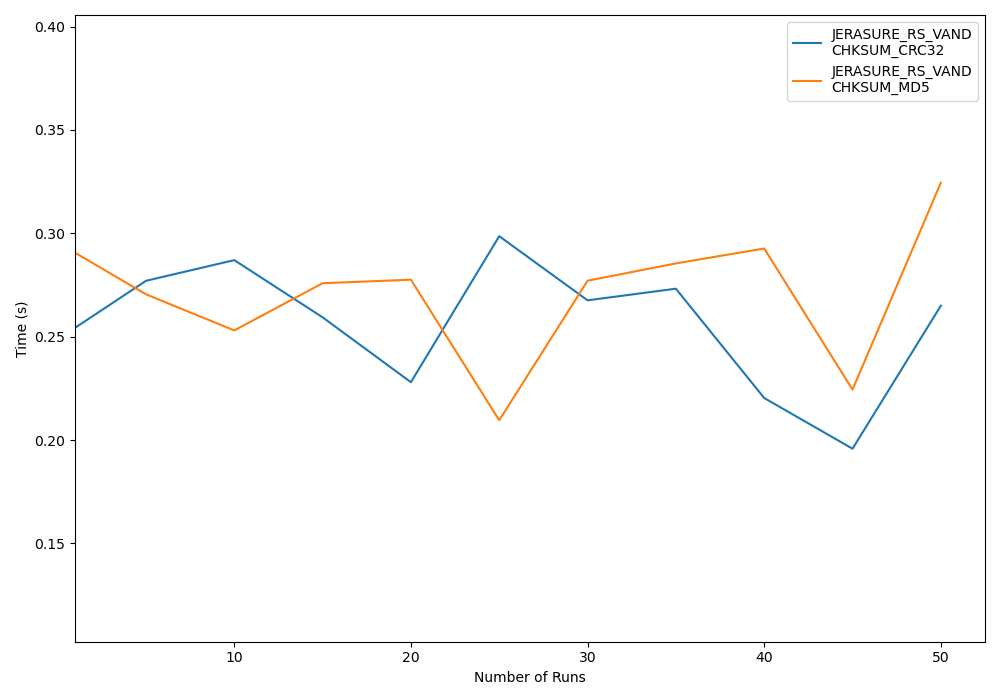 JERASURE_RS_VAND
CHKSUM_CRC32
JERASURE_RS_VAND
CHKSUM_MD5
0.40
0.35
0.30
0.25
0.20
0.15
Time (s)
10 20 30 40 50
Number of Runs